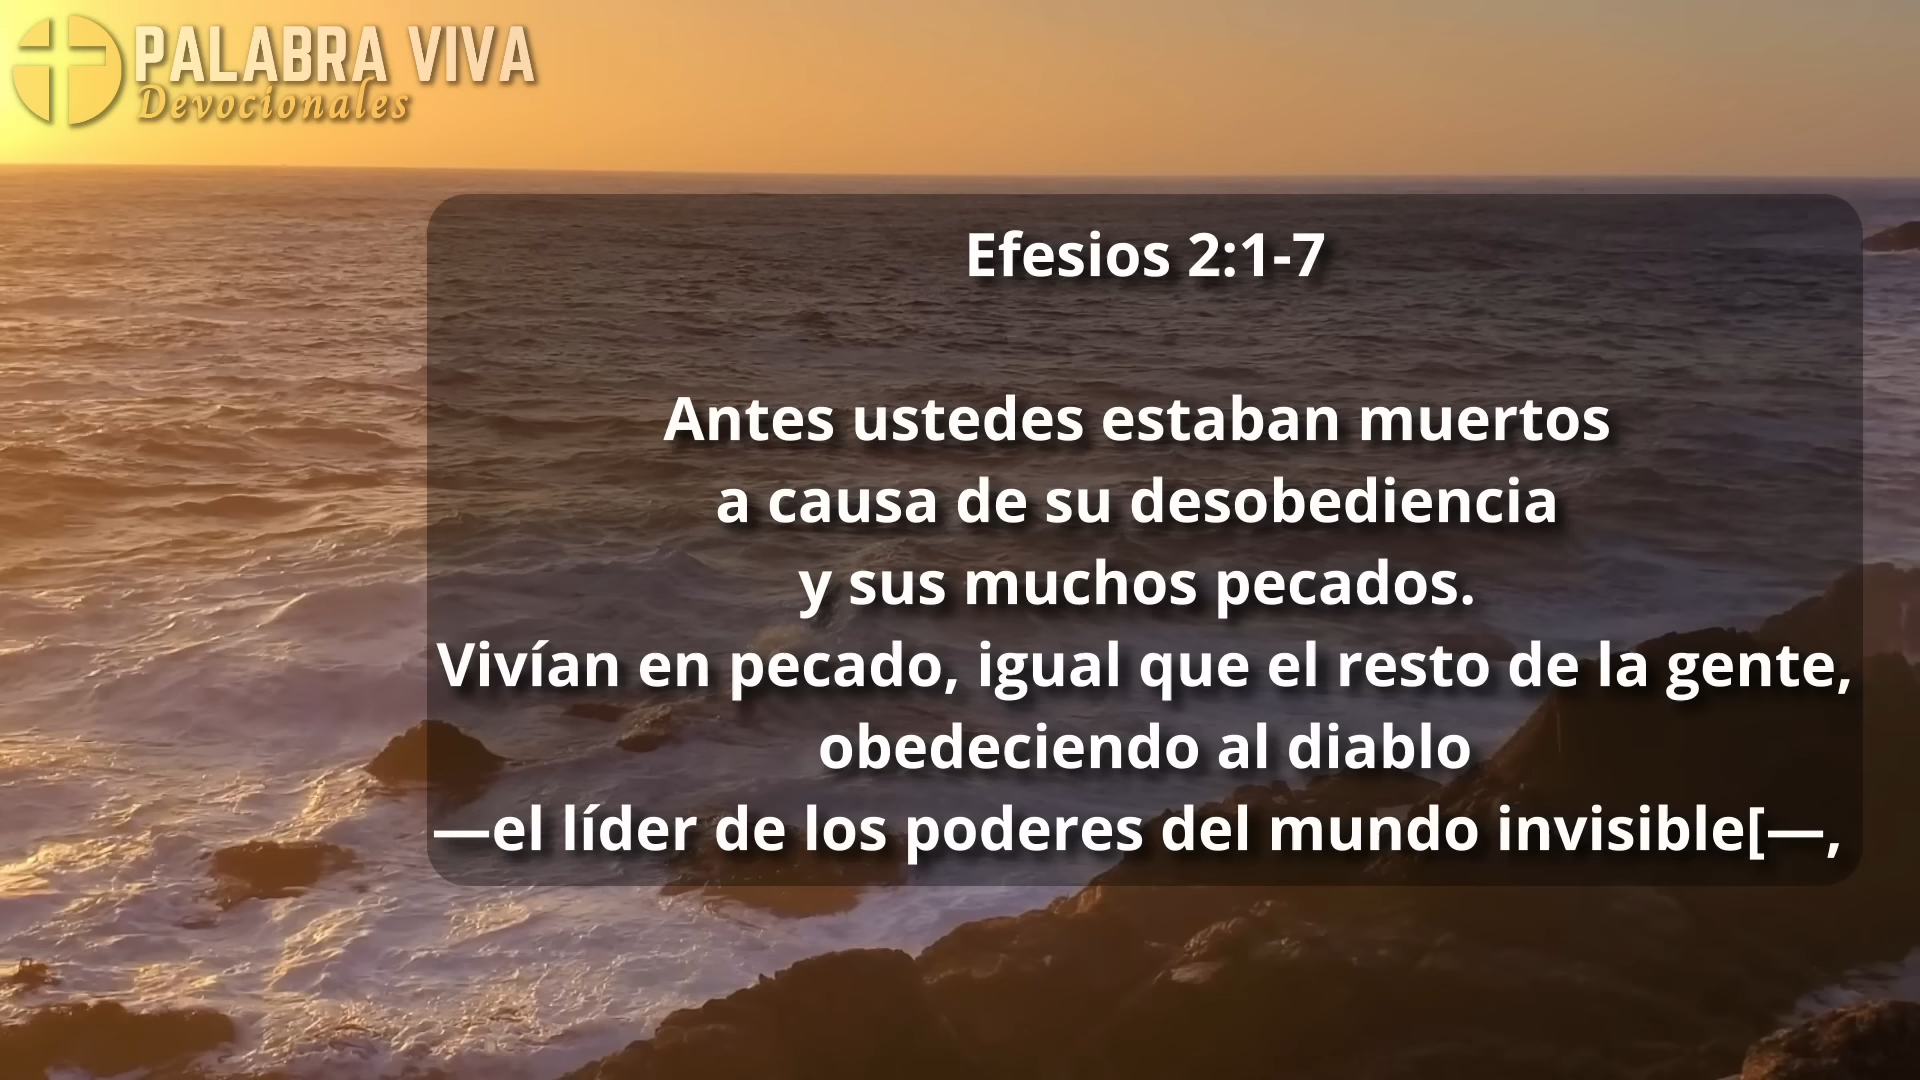 PALABRA VIVA
Devocionales
Efesios 2:1-7
Antes ustedes estaban muertos
a causa de su desobediencia
y sus muchos pecados.
Vivían en pecado, igual que el resto de la gente,
obedeciendo al diablo
—el líder de los poderes del mundo invisible[—,